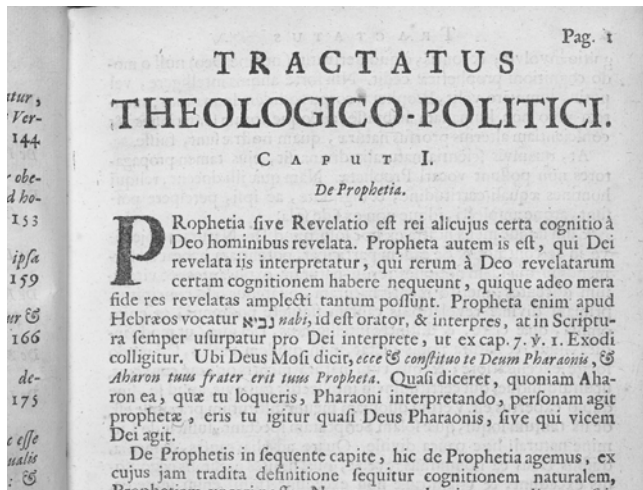 Pag. 1
TRACTATUS
THEOLOGICO-POLITICI.
CAPUT I.
De Prophetia.
PRophetia ſive Revelatio eſt rei alicujus certa cognitio à
Deo hominibus revelata. Propheta autem is eſt, qui Dei
revelata iis interpretatur, qui rerum à Deo revelatarum
certam cognitionem habere nequeunt, quique adeo mera
fide res revelatas amplecti tantum poſſunt. Propheta enim apud
Hebræos vocatur נביא nabi, id eſt orator, & interpres, at in Scriptu-
ra ſemper uſurpatur pro Dei interprete, ut ex cap. 7. ỳ. 1. Exodi
colligitur. Ubi Deus Moſi dicit, ecce & conſtituo te Deum Pharaonis, &
Aharon tuus frater erit tuus Propheta. Quaſi diceret, quoniam Aha-
ron ea, quæ tu loqueris, Pharaoni interpretando, perſonam agit
prophetæ, eris tu igitur quaſi Deus Pharaonis, ſive qui vicem
Dei agit.
De Prophetis in ſequente capite, hic de Prophetia agemus, ex
cujus jam tradita definitione ſequitur cognitionem naturalem,
atur,
Ver-
144
obe-
d ho-
153
ipſa
159
ur &
166
de-
175
e eſſe
ualis
: &